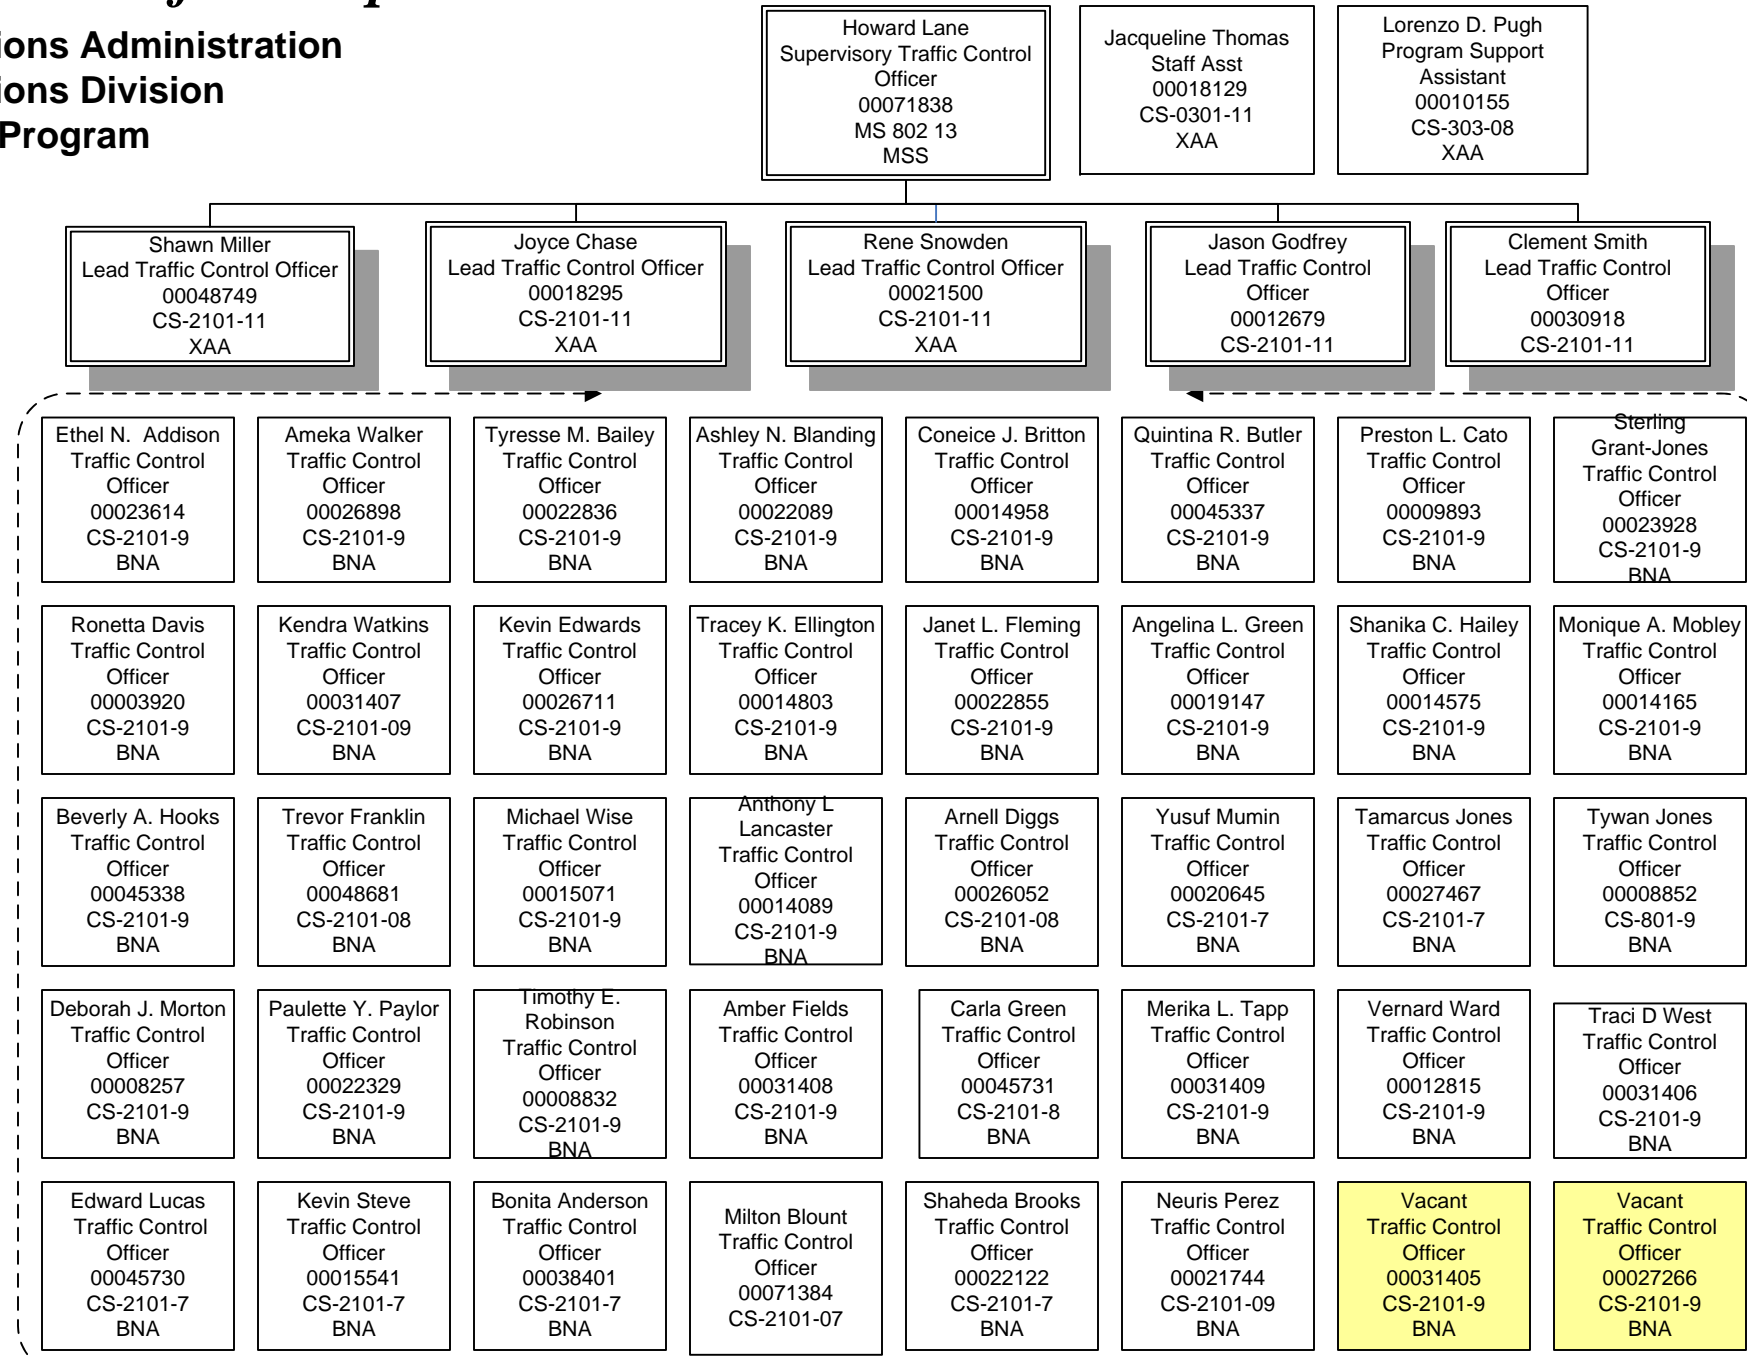 ions Administration
ions Division
Program
Howard Lane
Supervisory Traffic Control
Officer
00071838
MS 802 13
MSS
Jacqueline Thomas
Staff Asst
00018129
CS-0301-11
XAA
Lorenzo D. Pugh
Program Support
Assistant
00010155
CS-303-08
XAA
Shawn Miller
Lead Traffic Control Officer
00048749
CS-2101-11
XAA
Joyce Chase
Lead Traffic Control Officer
00018295
CS-2101-11
XAA
Rene Snowden
Lead Traffic Control Officer
00021500
CS-2101-11
XAA
Jason Godfrey
Lead Traffic Control
Officer
00012679
CS-2101-11
Clement Smith
Lead Traffic Control
Officer
00030918
CS-2101-11
Ethel N. Addison
Traffic Control
Officer
00023614
CS-2101-9
BNA
Ameka Walker
Traffic Control
Officer
00026898
CS-2101-9
BNA
Tyresse M. Bailey
Traffic Control
Officer
00022836
CS-2101-9
BNA
Ashley N. Blanding
Traffic Control
Officer
00022089
CS-2101-9
BNA
Coneice J. Britton
Traffic Control
Officer
00014958
CS-2101-9
BNA
Quintina R. Butler
Traffic Control
Officer
00045337
CS-2101-9
BNA
Preston L. Cato
Traffic Control
Officer
00009893
CS-2101-9
BNA
Sterling
Grant-Jones
Traffic Control
Officer
00023928
CS-2101-9
BNA
Ronetta Davis
Traffic Control
Officer
00003920
CS-2101-9
BNA
Kendra Watkins
Traffic Control
Officer
00031407
CS-2101-09
BNA
Kevin Edwards
Traffic Control
Officer
00026711
CS-2101-9
BNA
Tracey K. Ellington
Traffic Control
Officer
00014803
CS-2101-9
BNA
Janet L. Fleming
Traffic Control
Officer
00022855
CS-2101-9
BNA
Angelina L. Green
Traffic Control
Officer
00019147
CS-2101-9
BNA
Shanika C. Hailey
Traffic Control
Officer
00014575
CS-2101-9
BNA
Monique A. Mobley
Traffic Control
Officer
00014165
CS-2101-9
BNA
Beverly A. Hooks
Traffic Control
Officer
00045338
CS-2101-9
BNA
Trevor Franklin
Traffic Control
Officer
00048681
CS-2101-08
BNA
Michael Wise
Traffic Control
Officer
00015071
CS-2101-9
BNA
Anthony L
Lancaster
Traffic Control
Officer
00014089
CS-2101-9
BNA
Arnell Diggs
Traffic Control
Officer
00026052
CS-2101-08
BNA
Yusuf Mumin
Traffic Control
Officer
00020645
CS-2101-7
BNA
Tamarcus Jones
Traffic Control
Officer
00027467
CS-2101-7
BNA
Tywan Jones
Traffic Control
Officer
00008852
CS-801-9
BNA
Deborah J. Morton
Traffic Control
Officer
00008257
CS-2101-9
BNA
Paulette Y. Paylor
Traffic Control
Officer
00022329
CS-2101-9
BNA
Timothy E.
Robinson
Traffic Control
Officer
00008832
CS-2101-9
BNA
Amber Fields
Traffic Control
Officer
00031408
CS-2101-9
BNA
Carla Green
Traffic Control
Officer
00045731
CS-2101-8
BNA
Merika L. Tapp
Traffic Control
Officer
00031409
CS-2101-9
BNA
Vernard Ward
Traffic Control
Officer
00012815
CS-2101-9
BNA
Traci D West
Traffic Control
Officer
00031406
CS-2101-9
BNA
Edward Lucas
Traffic Control
Officer
00045730
CS-2101-7
BNA
Kevin Steve
Traffic Control
Officer
00015541
CS-2101-7
BNA
Bonita Anderson
Traffic Control
Officer
00038401
CS-2101-7
BNA
Milton Blount
Traffic Control
Officer
00071384
CS-2101-07
Shaheda Brooks
Traffic Control
Officer
00022122
CS-2101-7
BNA
Neuris Perez
Traffic Control
Officer
00021744
CS-2101-09
BNA
Vacant
Traffic Control
Officer
00031405
CS-2101-9
BNA
Vacant
Traffic Control
Officer
00027266
CS-2101-9
BNA